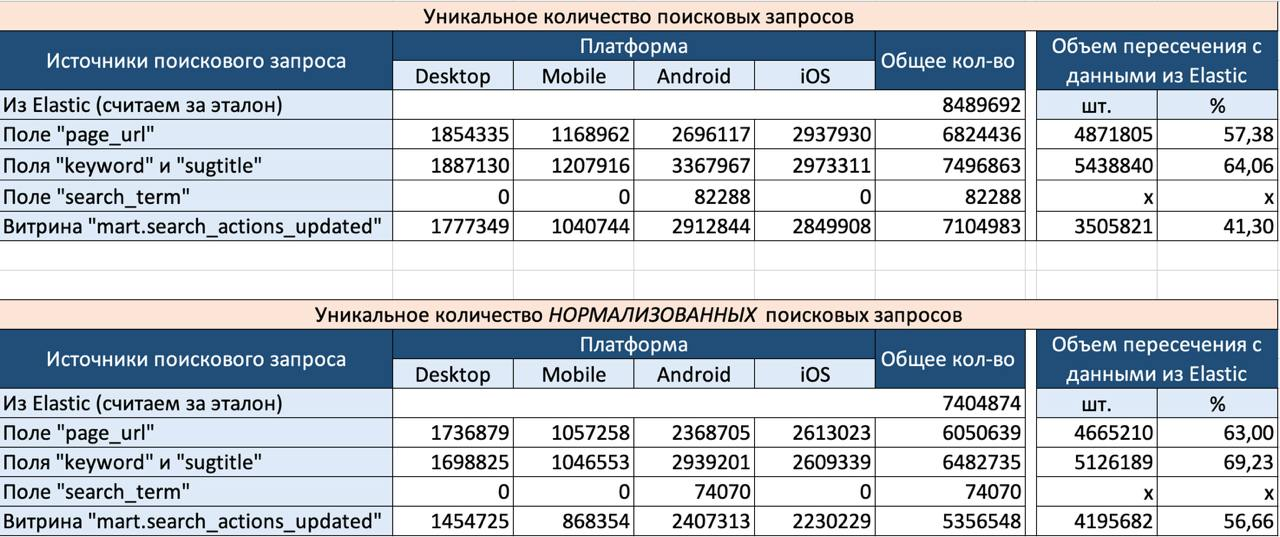 Уникальное количество поисковых запросов
Источники поискового запроса Платформа Общее кол-во Объем пересечения с данными из Elastic
Desktop Mobile Android iOS
Из Elastic (считаем за эталон) 8489692 шт. %
Поле "page_url" 1854335 1168962 2696117 2937930 6824436 4871805 57,38
Поля "keyword" и "sugtitle" 1887130 1207916 3367967 2973311 7496863 5438840 64,06
Поле "search_term" 0 0 82288 0 82288 x x
Витрина "mart.search_actions_updated" 1777349 1040744 2912844 2849908 7104983 3505821 41,30
Уникальное количество НОРМАЛИЗОВАННЫХ поисковых запросов
Источники поискового запроса Платформа Общее кол-во Объем пересечения с данными из Elastic
Desktop Mobile Android iOS
Из Elastic (считаем за эталон) 7404874 шт. %
Поле "page_url" 1736879 1057258 2368705 2613023 6050639 4665210 63,00
Поля "keyword" и "sugtitle" 1698825 1046553 2939201 2609339 6482735 5126189 69,23
Поле "search_term" 0 0 74070 0 74070 x x
Витрина "mart.search_actions_updated" 1454725 868354 2407313 2230229 5356548 4195682 56,66